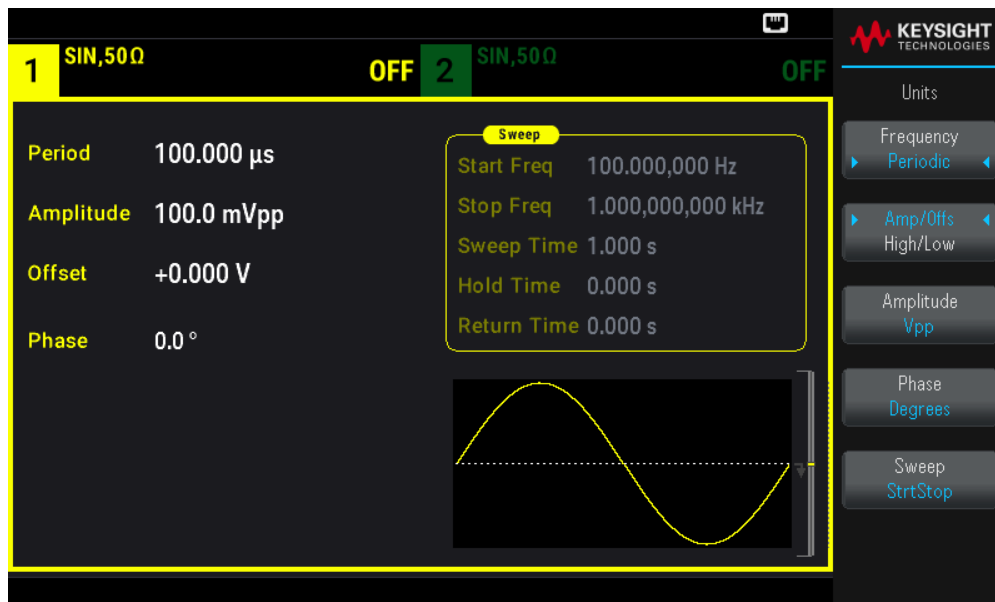 KEYSIGHT
TECHNOLOGIES
1 SIN,50Ω OFF 2 SIN,50Ω OFF
Units
Period 100.000 µs
Amplitude 100.0 mVpp
Offset +0.000 V
Phase 0.0 °
Sweep
Start Freq 100.000,000 Hz
Stop Freq 1.000,000,000 kHz
Sweep Time 1.000 s
Hold Time 0.000 s
Return Time 0.000 s
Frequency
Periodic
Amp/Offs
High/Low
Amplitude
Vpp
Phase
Degrees
Sweep
StrtStop